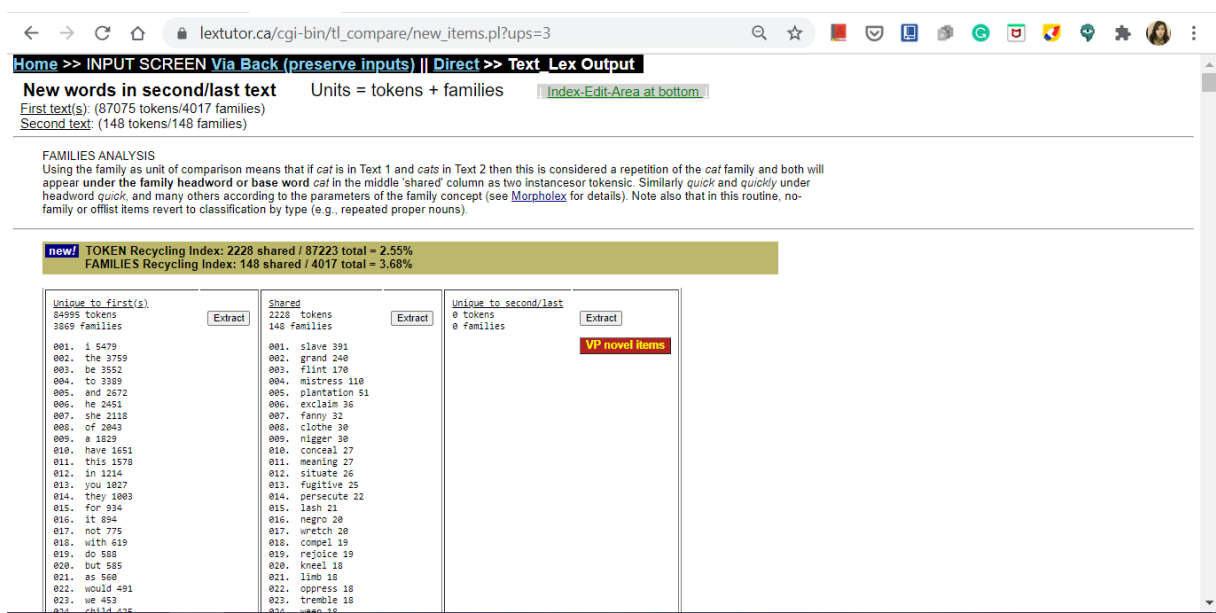 lextutor.ca/cgi-bin/tl_compare/new_items.pl?ups=3
Home >> INPUT SCREEN Via Back (preserve inputs) || Direct >> Text_Lex Output
New words in second/last text Units = tokens + families Index-Edit-Area at bottom
First text(s): (87075 tokens/4017 families)
Second text: (148 tokens/148 families)
FAMILIES ANALYSIS
Using the family as unit of comparison means that if cat is in Text 1 and cats in Text 2 then this is considered a repetition of the cat family and both will
appear under the family headword or base word cat in the middle 'shared' column as two instancesor tokensic. Similarly quick and quickly under
headword quick, and many others according to the parameters of the family concept (see Morpholex for details). Note also that in this routine, no-
family or offlist items revert to classification by type (e.g., repeated proper nouns).
new! TOKEN Recycling Index: 2228 shared / 87223 total = 2.55%
FAMILIES Recycling Index: 148 shared / 4017 total = 3.68%
Unique to first(s)
84995 tokens
3869 families
Extract
001. i 5479
002. the 3759
003. be 3552
004. to 3389
005. and 2672
006. he 2451
007. she 2118
008. of 2043
009. a 1829
010. have 1651
011. this 1578
012. in 1214
013. you 1027
014. they 1003
015. for 934
016. it 894
017. not 775
018. with 619
019. do 588
020. but 585
021. as 560
022. would 491
023. we 453
024. child 425
Shared
2228 tokens
148 families
Extract
001. slave 391
002. grand 240
003. flint 170
004. mistress 110
005. plantation 51
006. exclaim 36
007. fanny 32
008. clothe 30
009. nigger 30
010. conceal 27
011. meaning 27
012. situate 26
013. fugitive 25
014. persecute 22
015. lash 21
016. negro 20
017. wretch 20
018. compel 19
019. rejoice 19
020. kneel 18
021. limb 18
022. oppress 18
023. tremble 18
024. weep 18
Unique to second/last
0 tokens
0 families
Extract
VP novel items